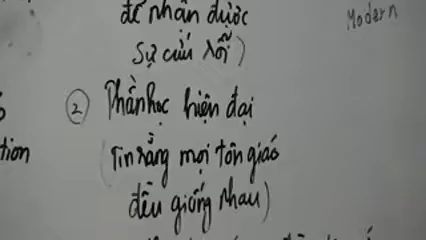 để nhận được
Modern
sự cứu rỗi)
② Phần học hiện đại
(Tin rằng mọi tôn giáo
tion
đều giống nhau)